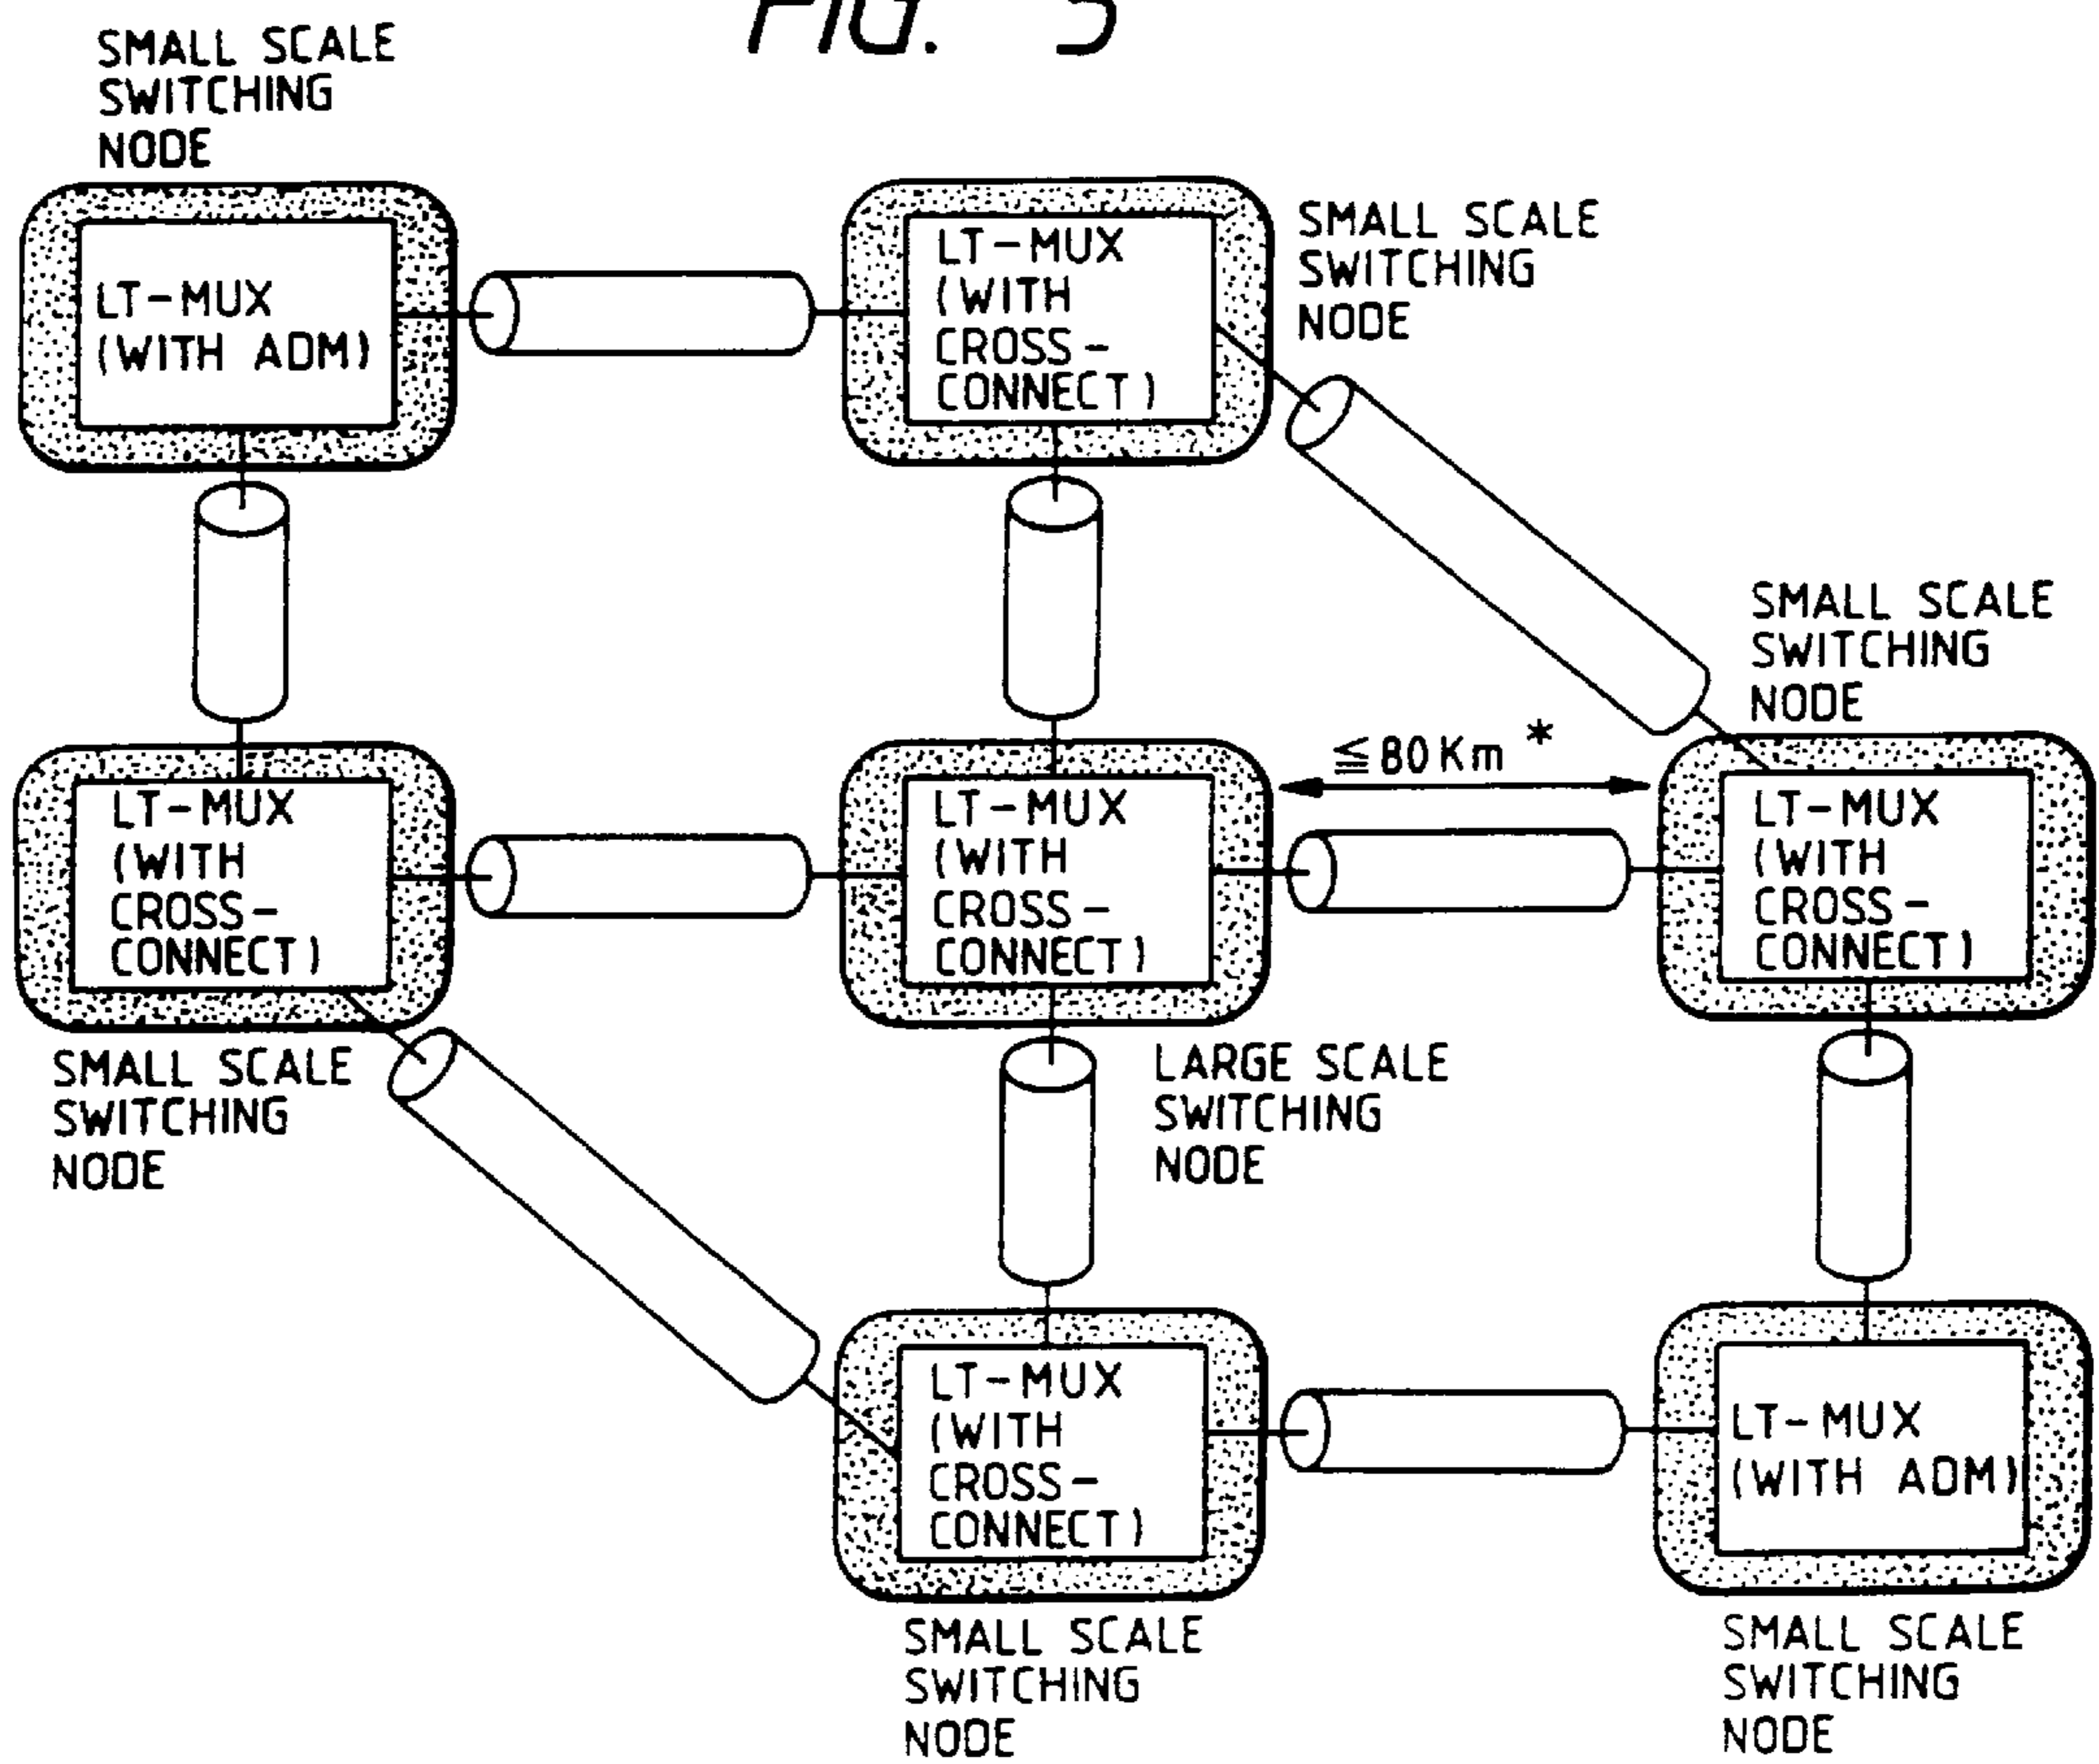 FIG. 5
SMALL SCALE
SWITCHING
NODE
LT-MUX
(WITH ADM)
LT-MUX
(WITH
CROSS-
CONNECT)
SMALL SCALE
SWITCHING
NODE
SMALL SCALE
SWITCHING
NODE
LT-MUX
(WITH
CROSS-
CONNECT)
SMALL SCALE
SWITCHING
NODE
LT-MUX
(WITH
CROSS-
CONNECT)
LARGE SCALE
SWITCHING
NODE
≦80Km *
LT-MUX
(WITH
CROSS-
CONNECT)
LT-MUX
(WITH
CROSS-
CONNECT)
SMALL SCALE
SWITCHING
NODE
LT-MUX
(WITH ADM)
SMALL SCALE
SWITCHING
NODE